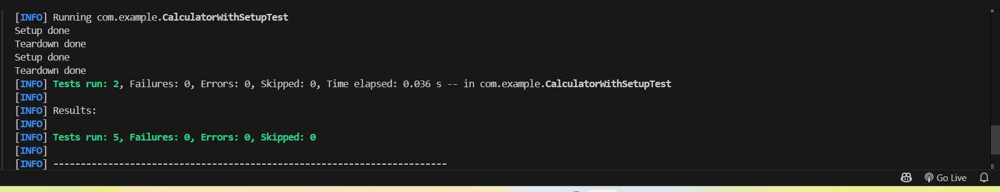 [INFO] Running com.example.CalculatorWithSetupTest
Setup done
Teardown done
Setup done
Teardown done
[INFO] Tests run: 2, Failures: 0, Errors: 0, Skipped: 0, Time elapsed: 0.036 s -- in com.example.CalculatorWithSetupTest
[INFO]
[INFO] Results:
[INFO]
[INFO] Tests run: 5, Failures: 0, Errors: 0, Skipped: 0
[INFO]
[INFO] ------------------------------------------------------------------------
Go Live